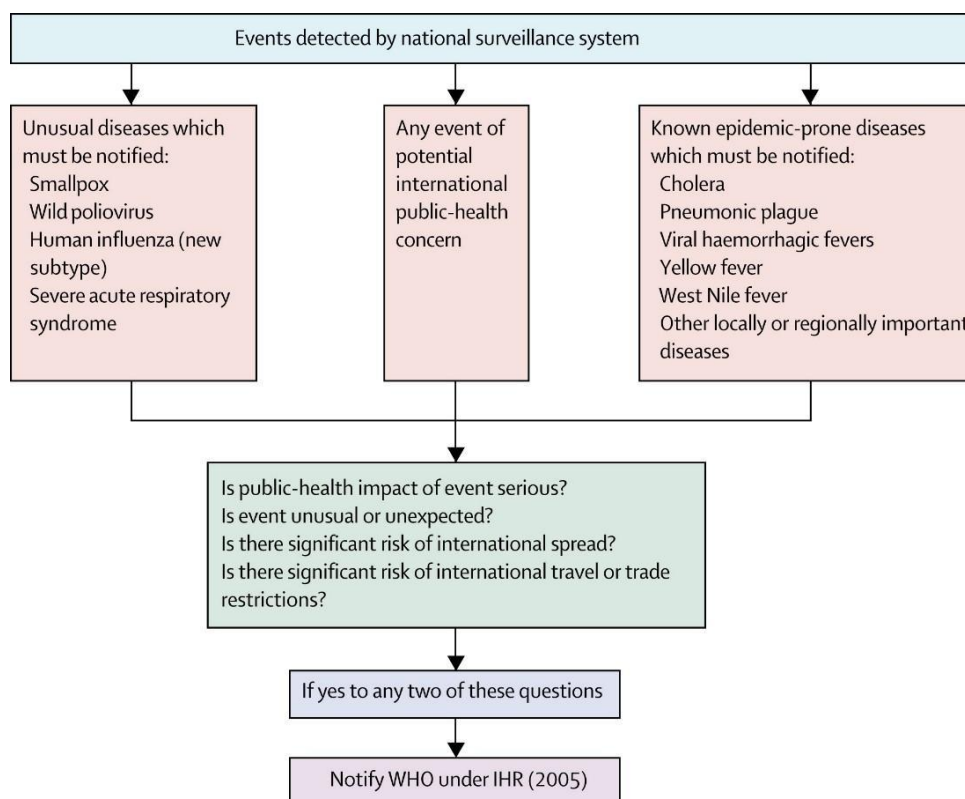 Events detected by national surveillance system
Unusual diseases which
must be notified:
Smallpox
Wild poliovirus
Human influenza (new
subtype)
Severe acute respiratory
syndrome
Any event of
potential
international
public-health
concern
Known epidemic-prone diseases
which must be notified:
Cholera
Pneumonic plague
Viral haemorrhagic fevers
Yellow fever
West Nile fever
Other locally or regionally important
diseases
Is public-health impact of event serious?
Is event unusual or unexpected?
Is there significant risk of international spread?
Is there significant risk of international travel or trade
restrictions?
If yes to any two of these questions
Notify WHO under IHR (2005)